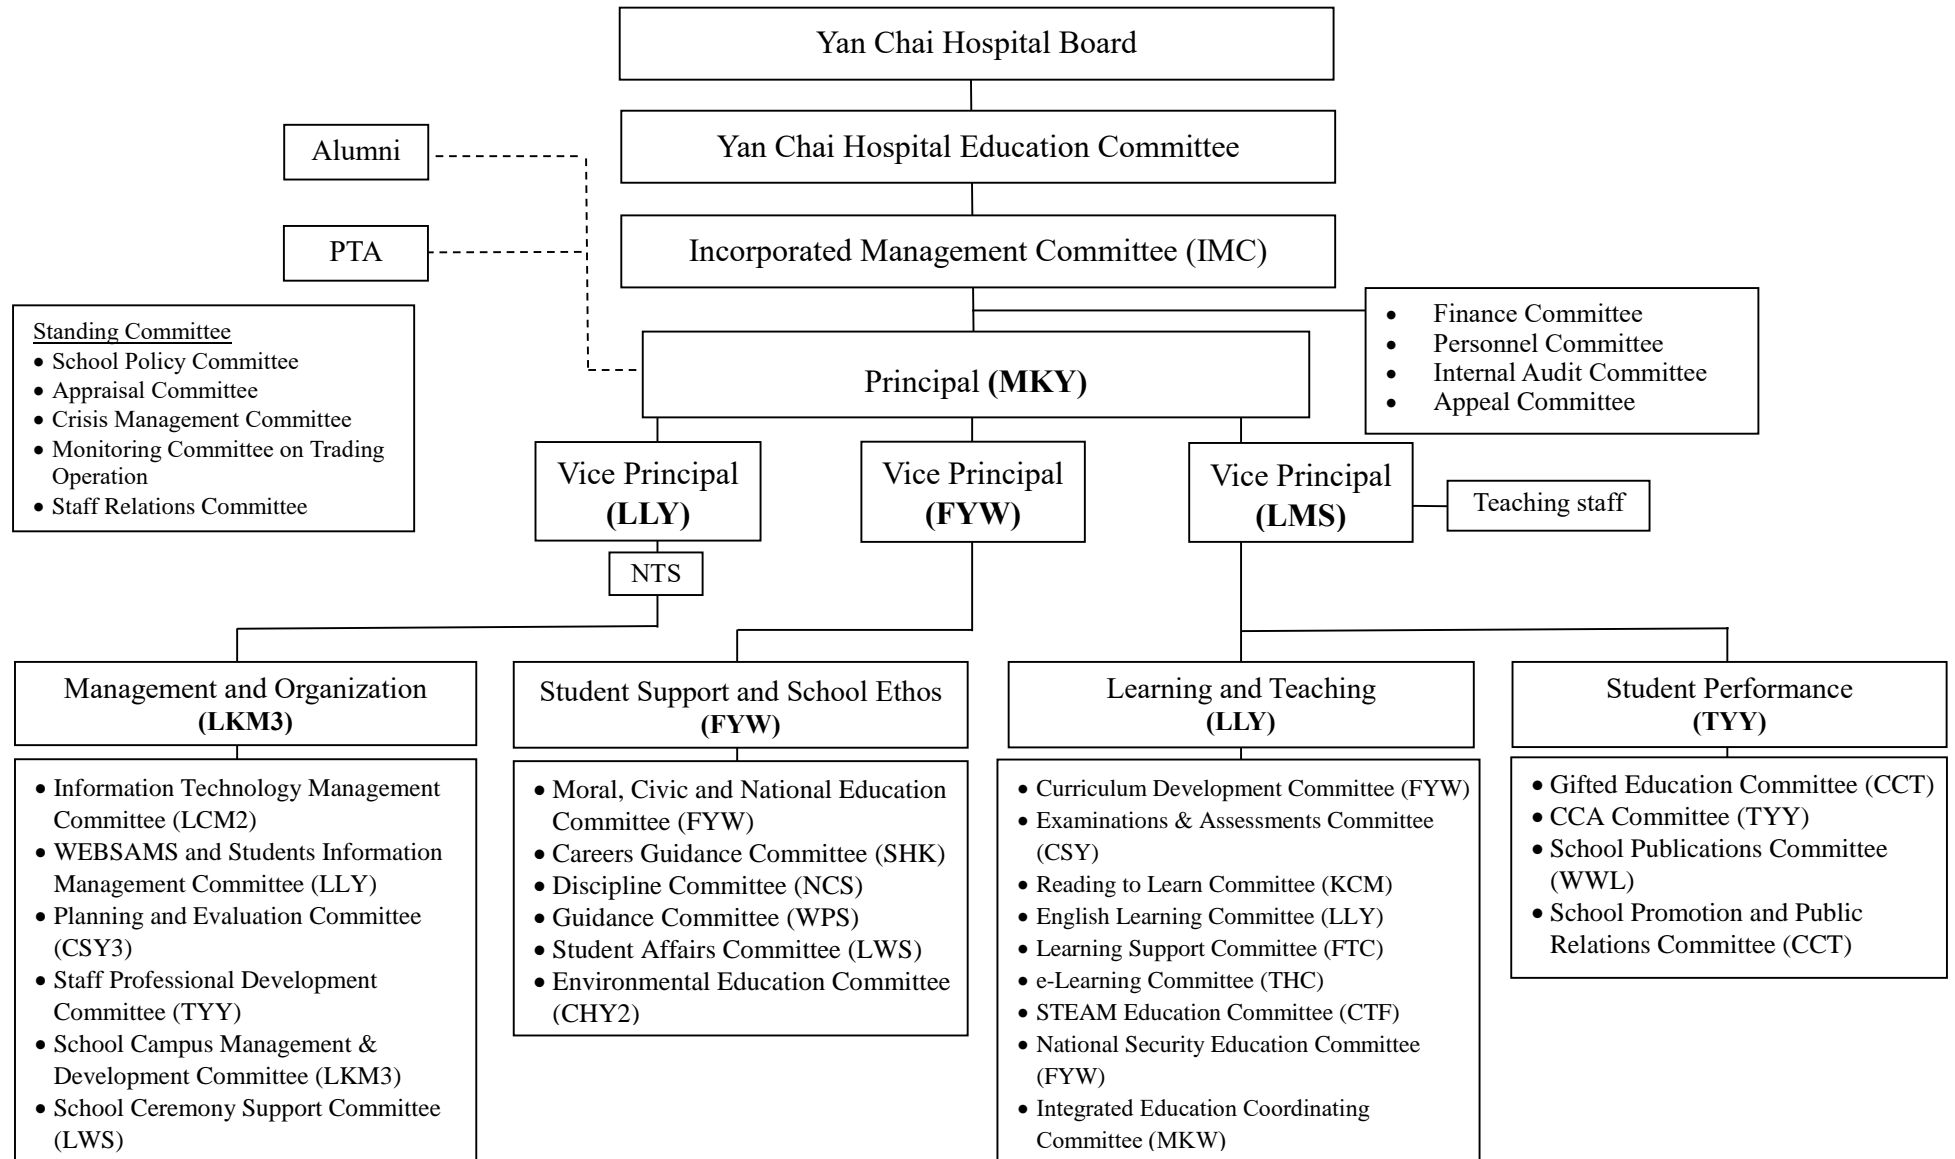 Yan Chai Hospital Board
Yan Chai Hospital Education Committee
Alumni
PTA
Incorporated Management Committee (IMC)
Standing Committee
• School Policy Committee
• Appraisal Committee
• Crisis Management Committee
• Monitoring Committee on Trading
Operation
• Staff Relations Committee
• Finance Committee
• Personnel Committee
• Internal Audit Committee
• Appeal Committee
Principal (MKY)
Vice Principal
(LLY)
Vice Principal
(FYW)
Vice Principal
(LMS)
Teaching staff
NTS
Management and Organization
(LKM3)
• Information Technology Management
Committee (LCM2)
• WEBSAMS and Students Information
Management Committee (LLY)
• Planning and Evaluation Committee
(CSY3)
• Staff Professional Development
Committee (TYY)
• School Campus Management &
Development Committee (LKM3)
• School Ceremony Support Committee
(LWS)
Student Support and School Ethos
(FYW)
• Moral, Civic and National Education
Committee (FYW)
• Careers Guidance Committee (SHK)
• Discipline Committee (NCS)
• Guidance Committee (WPS)
• Student Affairs Committee (LWS)
• Environmental Education Committee
(CHY2)
Learning and Teaching
(LLY)
• Curriculum Development Committee (FYW)
• Examinations & Assessments Committee
(CSY)
• Reading to Learn Committee (KCM)
• English Learning Committee (LLY)
• Learning Support Committee (FTC)
• e-Learning Committee (THC)
• STEAM Education Committee (CTF)
• National Security Education Committee
(FYW)
• Integrated Education Coordinating
Committee (MKW)
Student Performance
(TYY)
• Gifted Education Committee (CCT)
• CCA Committee (TYY)
• School Publications Committee
(WWL)
• School Promotion and Public
Relations Committee (CCT)